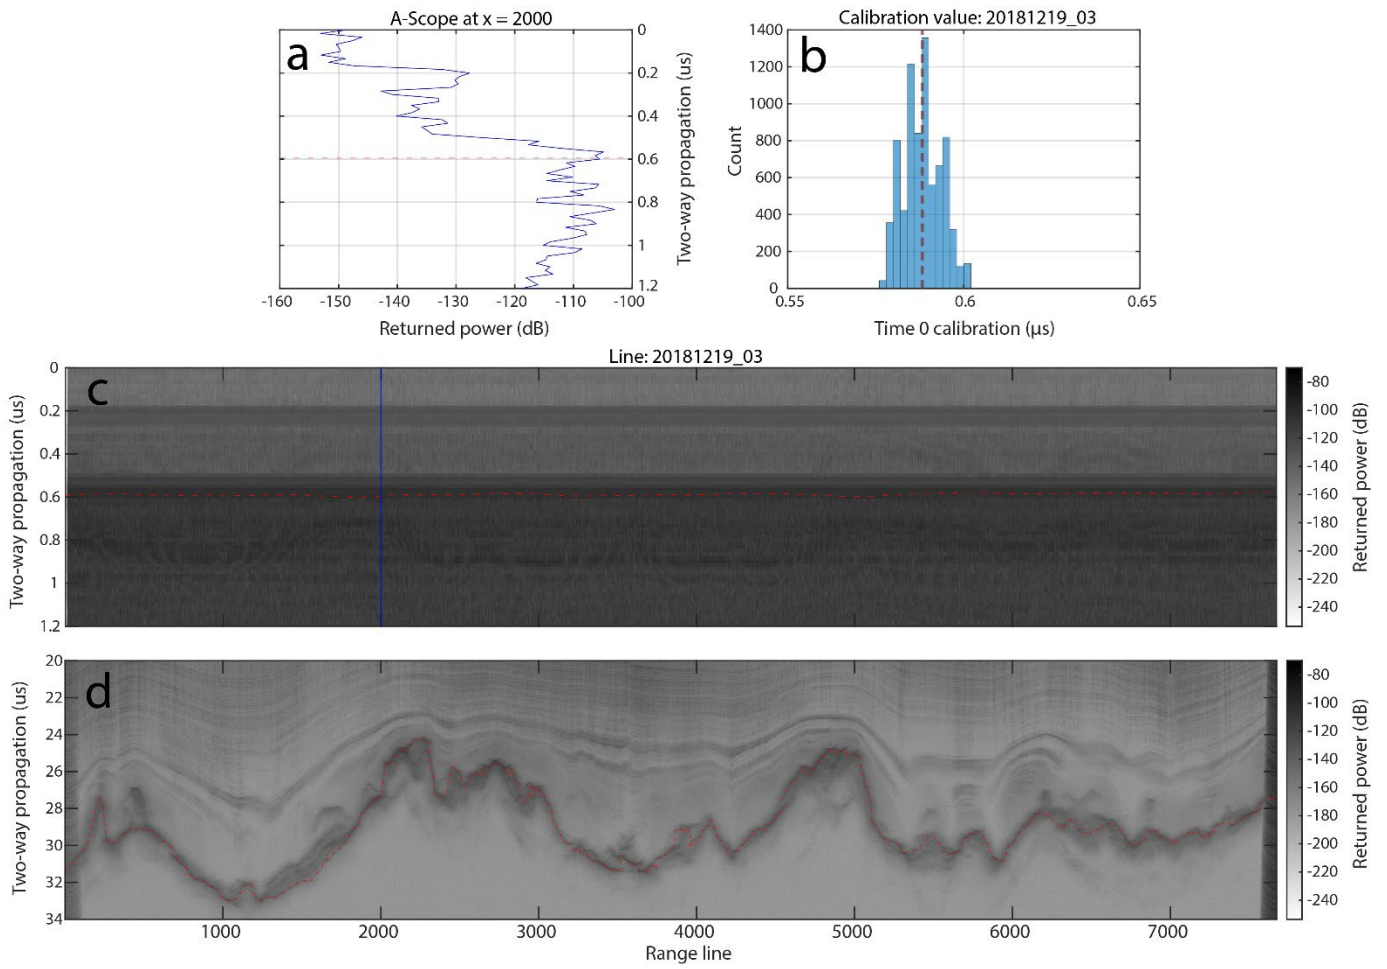 A-Scope at x = 2000
a
0
0.2
0.4
0.6
0.8
1
1.2
Two-way propagation (us)
-160 -150 -140 -130 -120 -110 -100
Returned power (dB)
Calibration value: 20181219_03
b
1400
1200
1000
800
600
400
200
0
Count
0.55 0.6 0.65
Time 0 calibration (µs)
Line: 20181219_03
c
0
0.2
0.4
0.6
0.8
1
1.2
Two-way propagation (us)
-80
-100
-120
-140
-160
-180
-200
-220
-240
Returned power (dB)
d
20
22
24
26
28
30
32
34
Two-way propagation (us)
1000 2000 3000 4000 5000 6000 7000
Range line
-80
-100
-120
-140
-160
-180
-200
-220
-240
Returned power (dB)